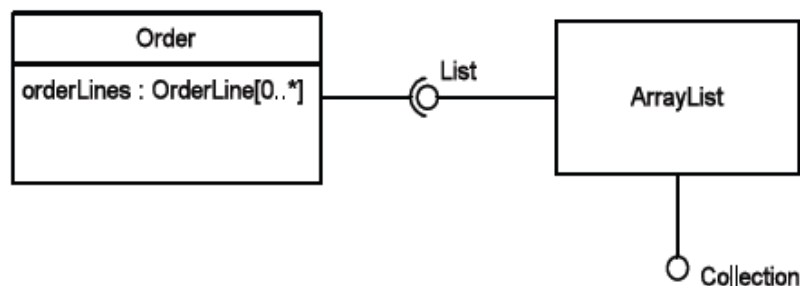 Order
orderLines : OrderLine[0..*]
List
ArrayList
Collection